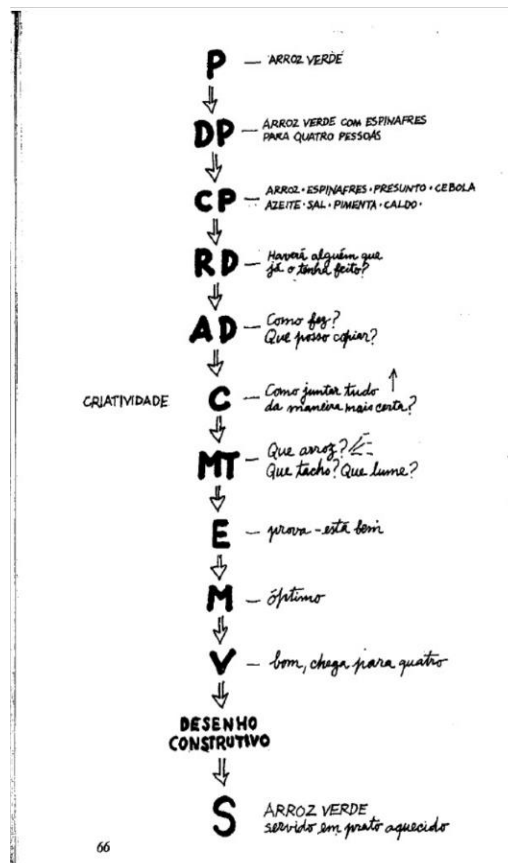 P — ARROZ VERDE
DP — ARROZ VERDE COM ESPINAFRES
PARA QUATRO PESSOAS
CP — ARROZ · ESPINAFRES · PRESUNTO · CEBOLA
AZEITE · SAL · PIMENTA · CALDO ·
RD — Haverá alguém que
já o tenha feito?
AD — Como fez?
Que posso copiar?
CRIATIVIDADE C — Como juntar tudo
da maneira mais certa?
MT — Que arroz?
Que tacho? Que lume?
E — prova – está bem
M — óptimo
V — bom, chega para quatro
DESENHO
CONSTRUTIVO
S ARROZ VERDE
servido em prato aquecido
66